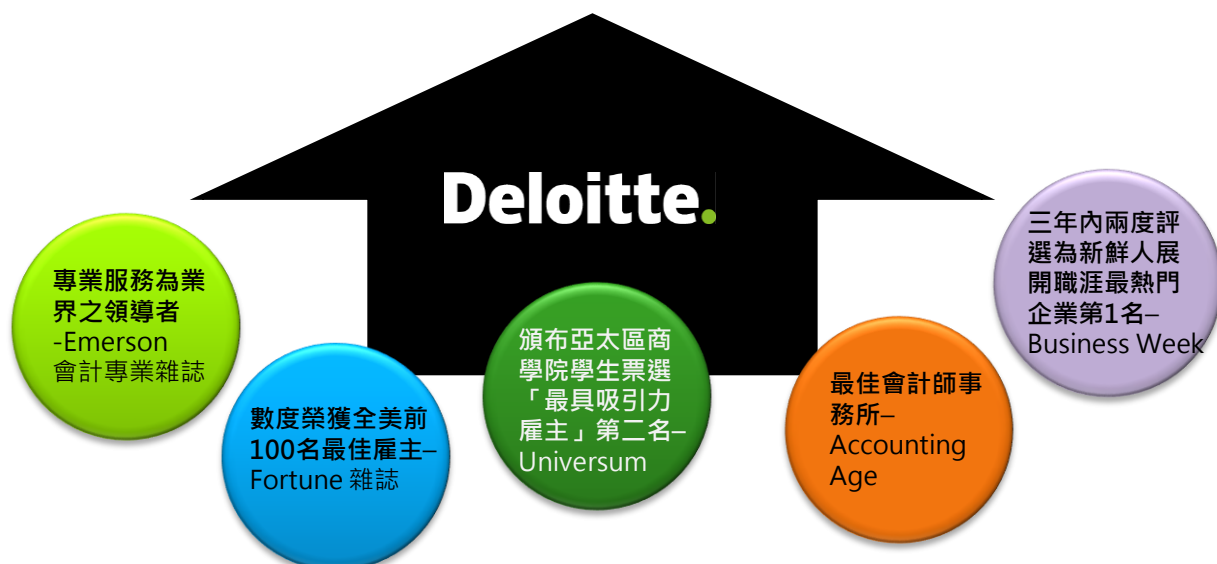 Deloitte.
專業服務為業
界之領導者
-Emerson
會計專業雜誌
數度榮獲全美前
100名最佳雇主–
Fortune 雜誌
頒布亞太區商
學院學生票選
「最具吸引力
雇主」第二名–
Universum
最佳會計師事
務所–
Accounting
Age
三年內兩度評
選為新鮮人展
開職涯最熱門
企業第1名–
Business Week